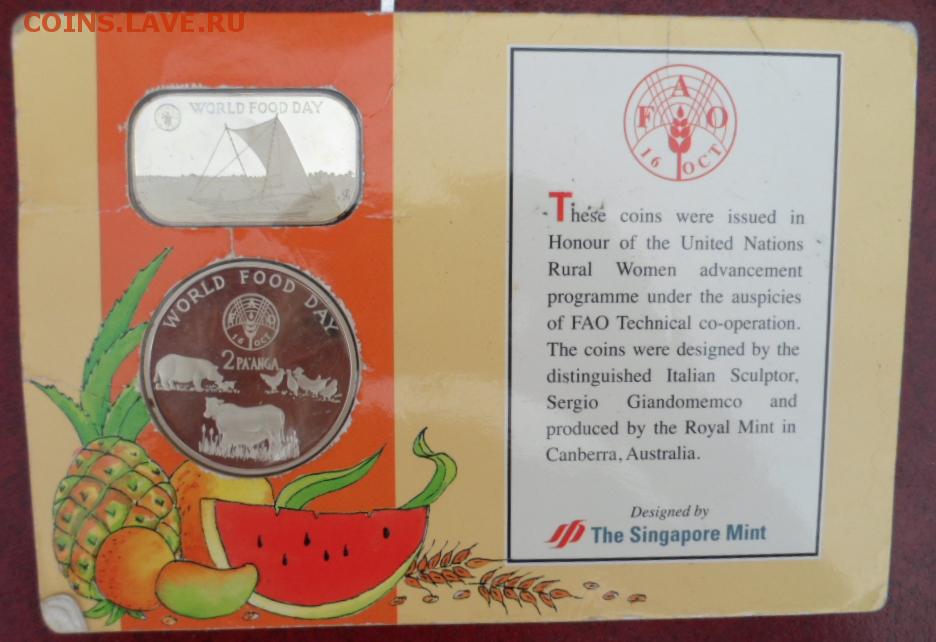 COINS.LAVE.RU
WORLD FOOD DAY
WORLD FOOD DAY
F A O
16 OCT
2 PA'ANGA
F A O
16 OCT
These coins were issued in
Honour of the United Nations
Rural Women advancement
programme under the auspicies
of FAO Technical co-operation.
The coins were designed by the
distinguished Italian Sculptor,
Sergio Giandomemco and
produced by the Royal Mint in
Canberra, Australia.
Designed by
The Singapore Mint